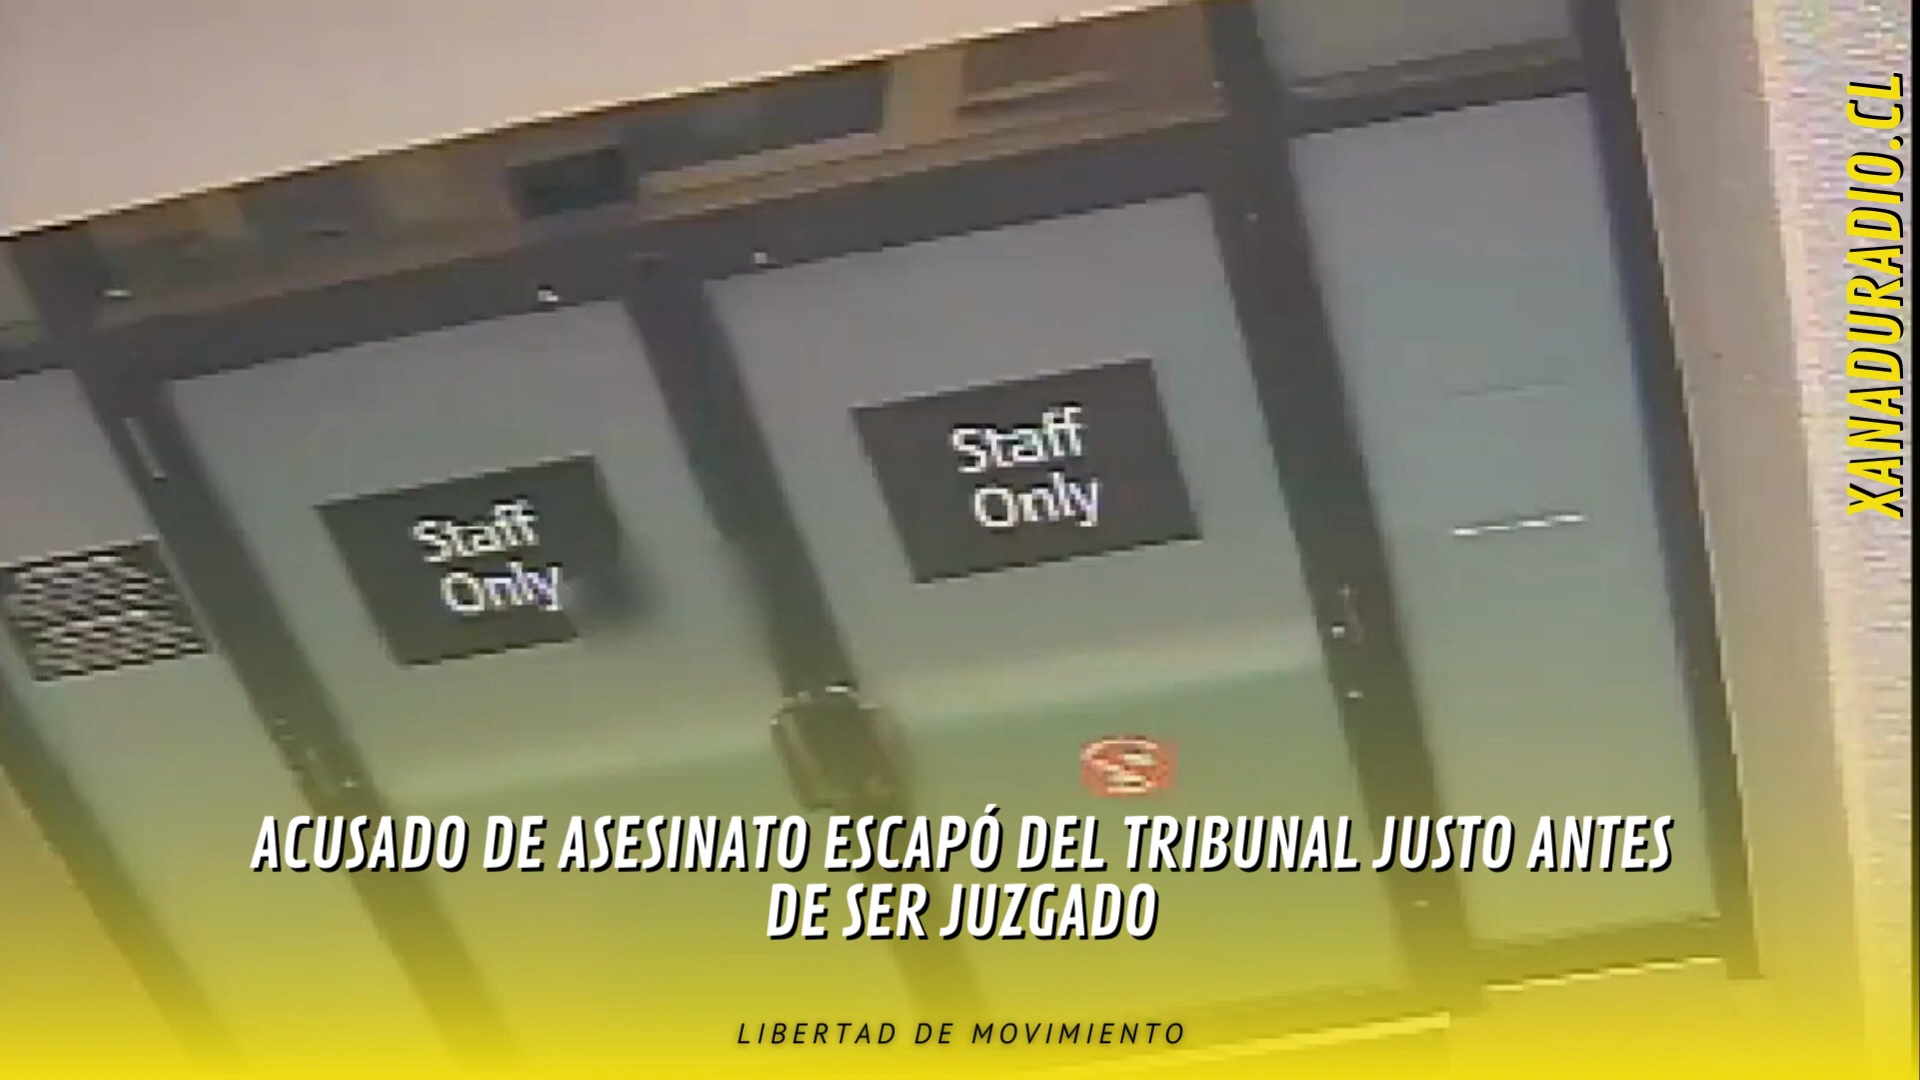 XANADURADIO.CL
Staff
Only
Staff
Only
ACUSADO DE ASESINATO ESCAPÓ DEL TRIBUNAL JUSTO ANTES
DE SER JUZGADO
LIBERTAD DE MOVIMIENTO